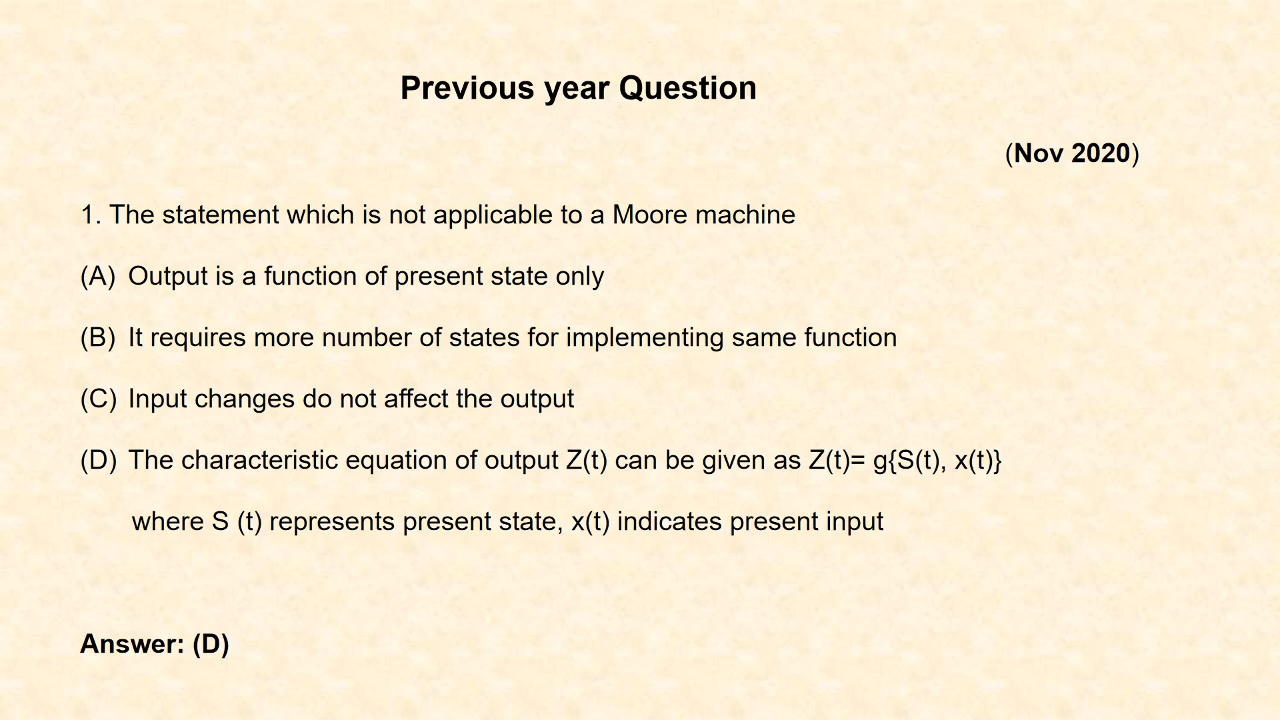 Previous year Question
(Nov 2020)
1. The statement which is not applicable to a Moore machine
(A) Output is a function of present state only
(B) It requires more number of states for implementing same function
(C) Input changes do not affect the output
(D) The characteristic equation of output Z(t) can be given as Z(t)= g{S(t), x(t)}
where S (t) represents present state, x(t) indicates present input
Answer: (D)